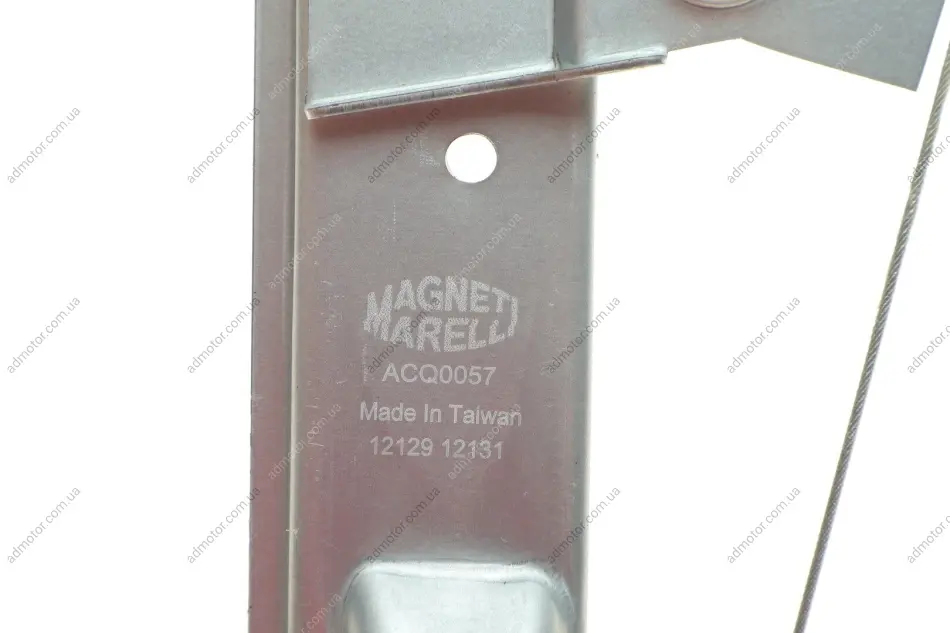 MAGNETI
MARELLI
ACQ0057
Made In Taiwan
12129 12131
admotor.com.ua